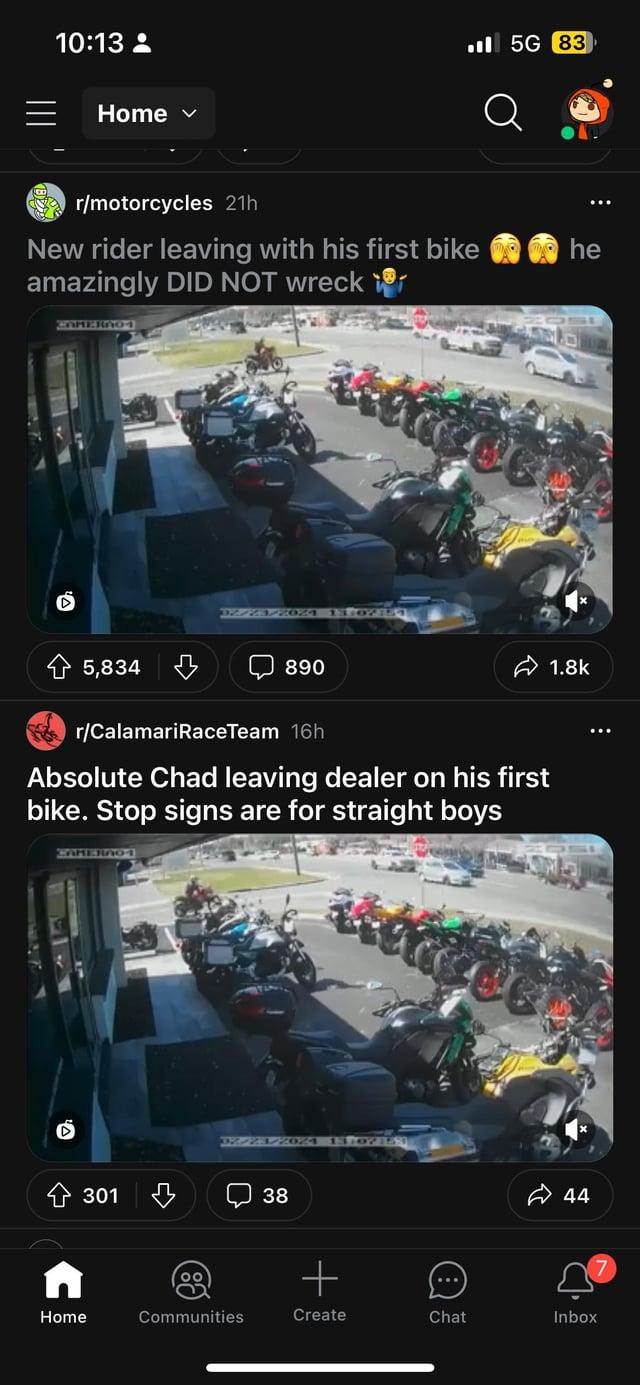 10:13
5G 83
Home
r/motorcycles 21h
New rider leaving with his first bike 🫣🫣 he
amazingly DID NOT wreck 🤷‍♂️
CAMERA04
02/23/2024 13:07:54
5,834
890
1.8k
r/CalamariRaceTeam 16h
Absolute Chad leaving dealer on his first
bike. Stop signs are for straight boys
CAMERA04
02/23/2024 13:07:53
301
38
44
7
Home
Communities
Create
Chat
Inbox